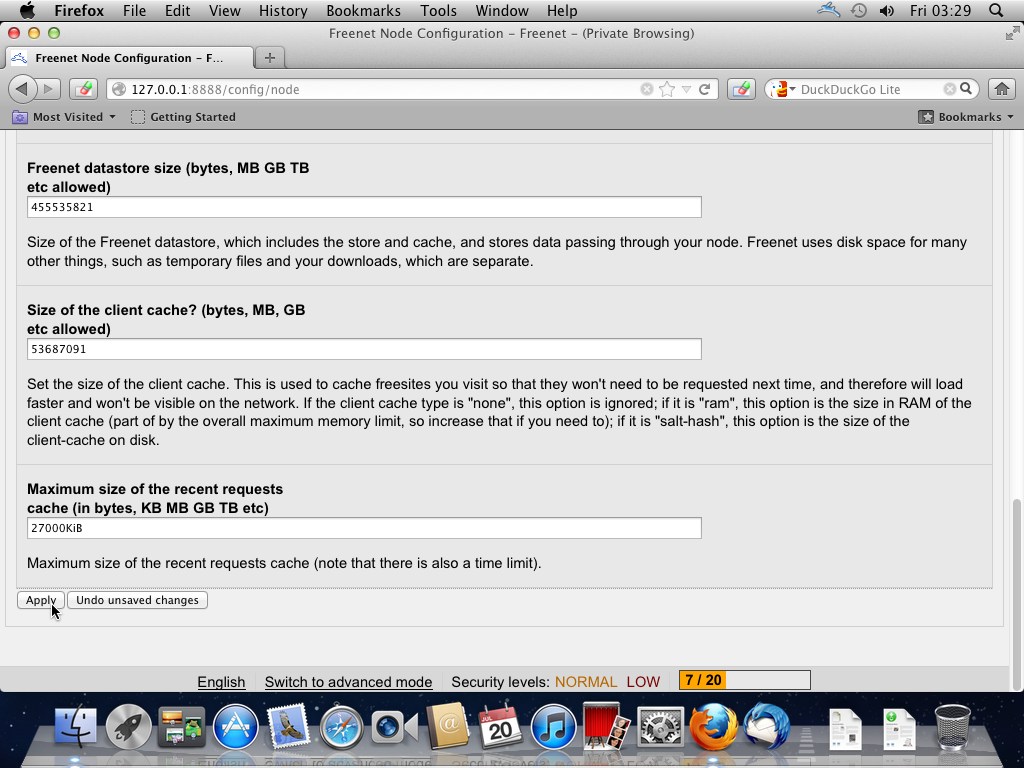 Firefox File Edit View History Bookmarks Tools Window Help Fri 03:29
Freenet Node Configuration – Freenet – (Private Browsing)
Freenet Node Configuration – F...
127.0.0.1:8888/config/node
DuckDuckGo Lite
Most Visited
Getting Started
Bookmarks
Freenet datastore size (bytes, MB GB TB
etc allowed)
455535821
Size of the Freenet datastore, which includes the store and cache, and stores data passing through your node. Freenet uses disk space for many
other things, such as temporary files and your downloads, which are separate.
Size of the client cache? (bytes, MB, GB
etc allowed)
53687091
Set the size of the client cache. This is used to cache freesites you visit so that they won't need to be requested next time, and therefore will load
faster and won't be visible on the network. If the client cache type is "none", this option is ignored; if it is "ram", this option is the size in RAM of the
client cache (part of by the overall maximum memory limit, so increase that if you need to); if it is "salt-hash", this option is the size of the
client-cache on disk.
Maximum size of the recent requests
cache (in bytes, KB MB GB TB etc)
27000KiB
Maximum size of the recent requests cache (note that there is also a time limit).
Apply
Undo unsaved changes
English Switch to advanced mode Security levels: NORMAL LOW 7 / 20
JUL
20